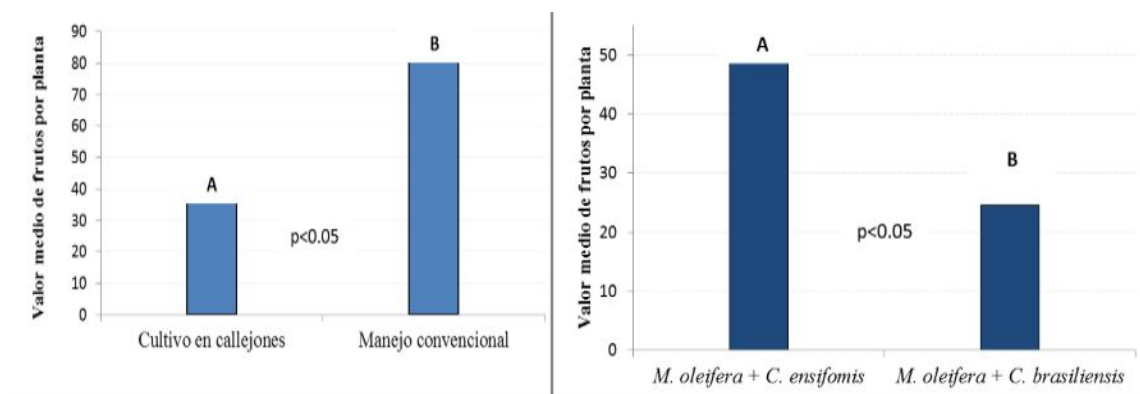 Valor medio de frutos por planta
90
80
70
60
50
40
30
20
10
0
A
B
p<0.05
Cultivo en callejones
Manejo convencional
Valor medio de frutos por planta
50
40
30
20
10
0
A
B
p<0.05
M. oleifera + C. ensifomis
M. oleifera + C. brasiliensis